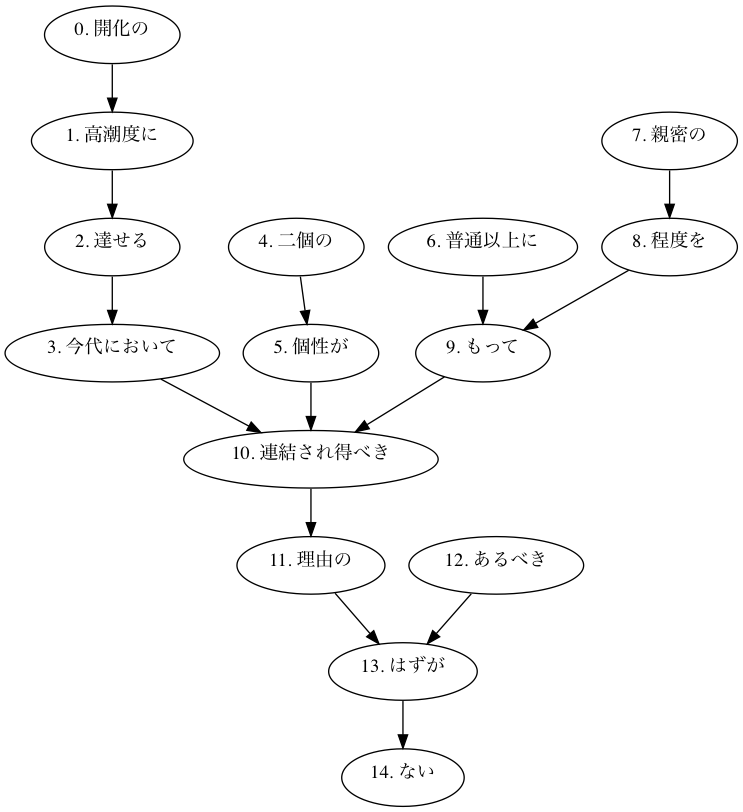 0. 開化の
1. 高潮度に
7. 親密の
2. 達せる
4. 二個の
6. 普通以上に
8. 程度を
3. 今代において
5. 個性が
9. もって
10. 連結され得べき
11. 理由の
12. あるべき
13. はずが
14. ない